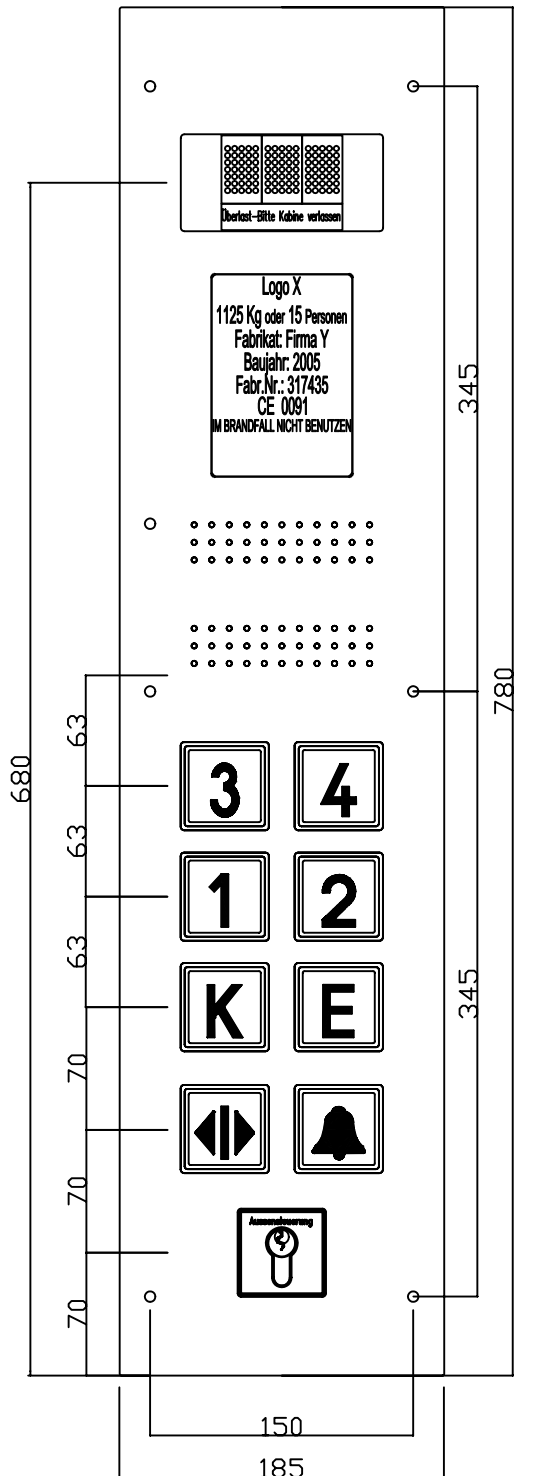 Überlast-Bitte Kabine verlassen
Logo X
1125 Kg oder 15 Personen
Fabrikat: Firma Y
Baujahr: 2005
Fabr.Nr.: 317435
CE 0091
IM BRANDFALL NICHT BENUTZEN
345
780
680
63
3 4
63
1 2
63
K E
345
70
70
Aussensteuerung
70
150
185